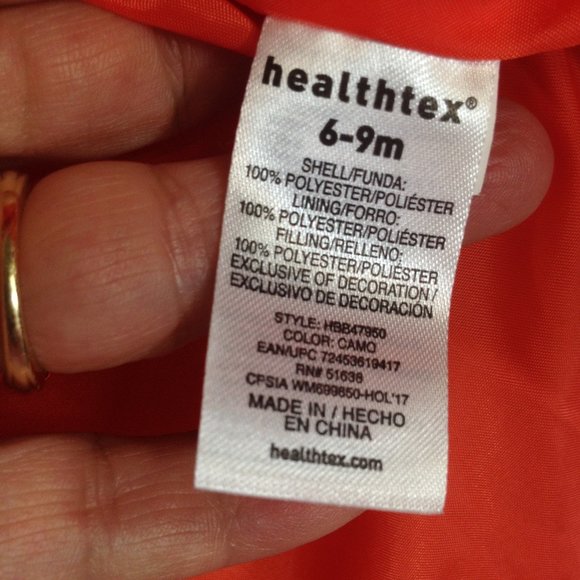 healthtex®
6-9m
SHELL/FUNDA:
100% POLYESTER/POLIÉSTER
LINING/FORRO:
100% POLYESTER/POLIÉSTER
FILLING/RELLENO:
100% POLYESTER/POLIÉSTER
EXCLUSIVE OF DECORATION/
EXCLUSIVO DE DECORACIÓN
STYLE: HBB47950
COLOR: CAMO
EAN/UPC 72453619417
RN# 51638
CPSIA WM699850-HOL'17
MADE IN / HECHO
EN CHINA
healthtex.com